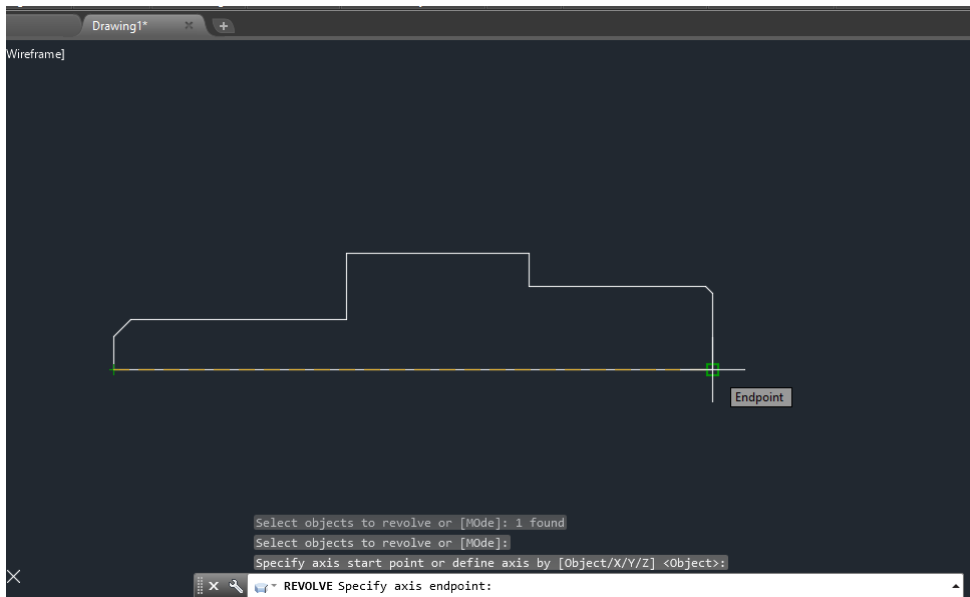 Drawing1*
Wireframe]
Endpoint
Select objects to revolve or [MOde]: 1 found
Select objects to revolve or [MOde]:
Specify axis start point or define axis by [Object/X/Y/Z] <Object>:
REVOLVE Specify axis endpoint: